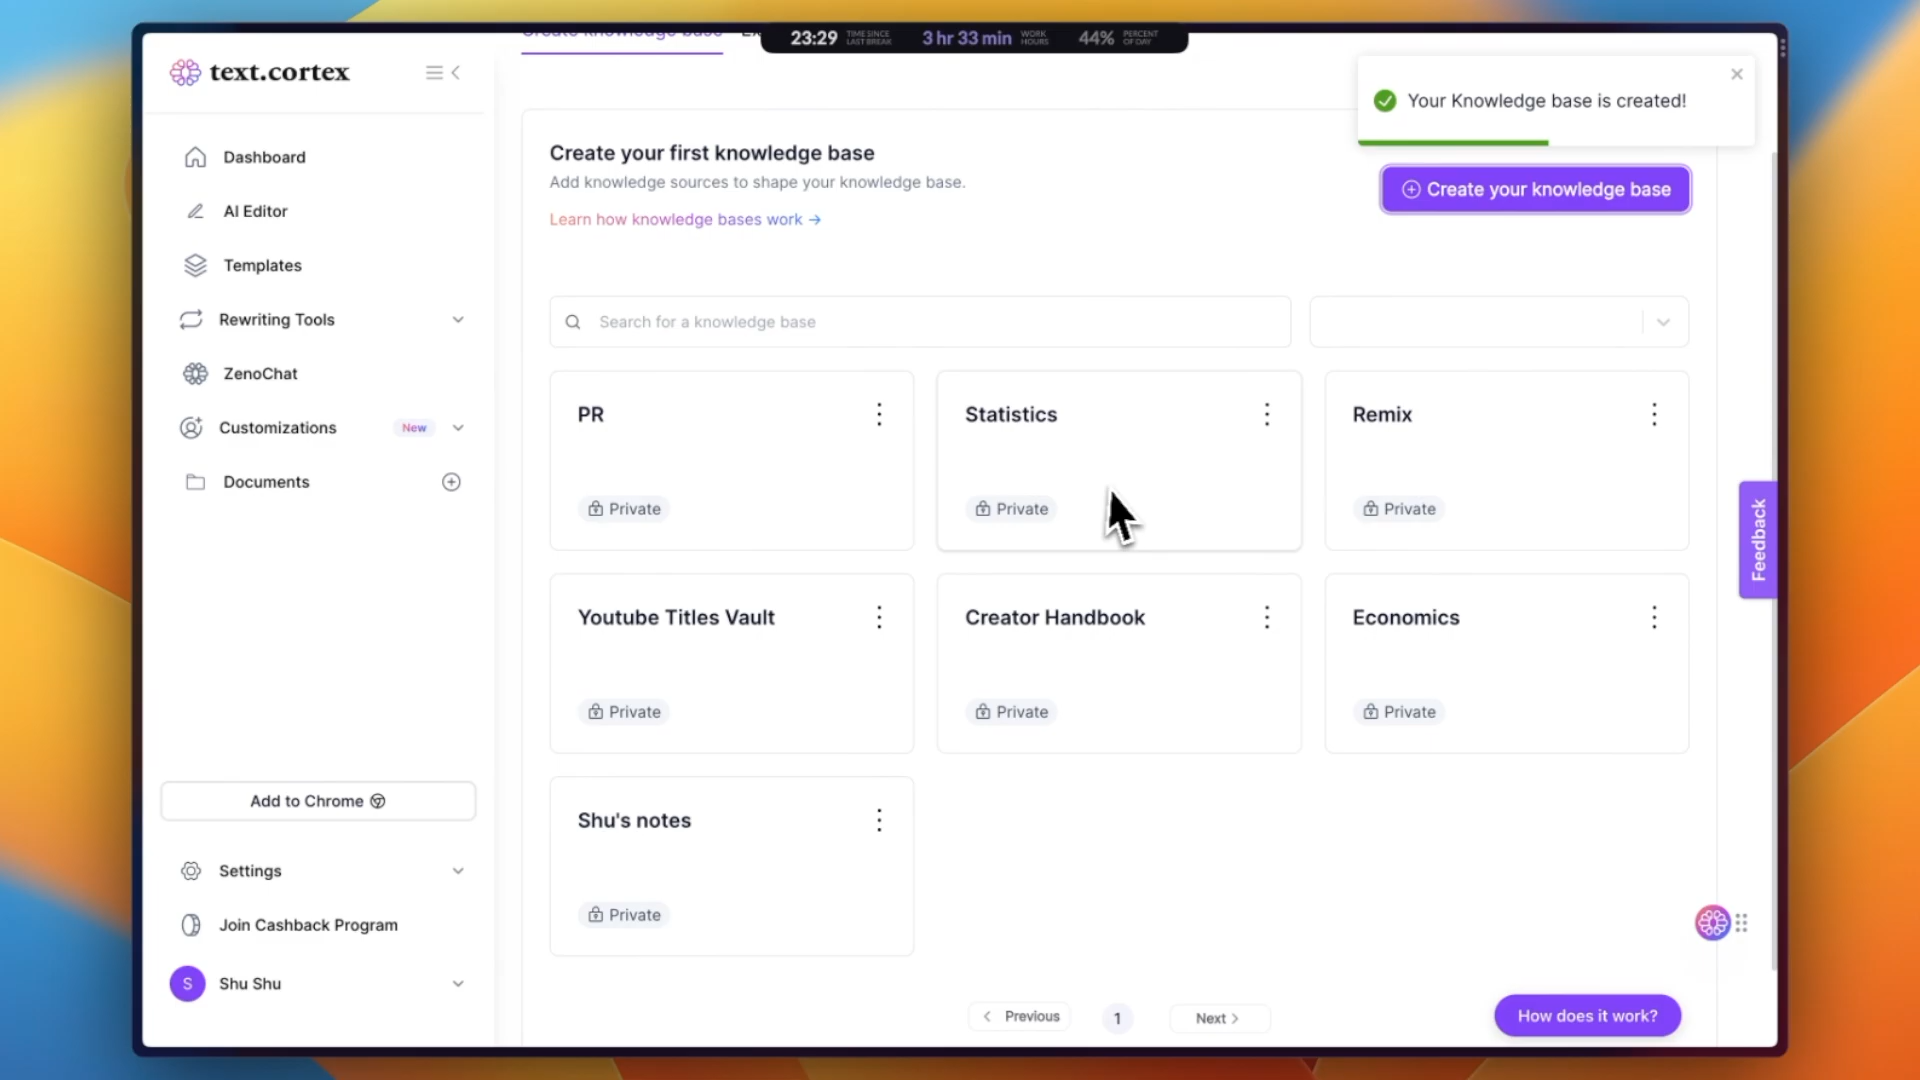 23:29 TIME SINCE LAST BREAK 3 hr 33 min WORK HOURS 44% PERCENT OF DAY
text.cortex
Dashboard
AI Editor
Templates
Rewriting Tools
ZenoChat
Customizations New
Documents
Add to Chrome
Settings
Join Cashback Program
S Shu Shu
Create knowledge base
Your Knowledge base is created!
Create your first knowledge base
Add knowledge sources to shape your knowledge base.
Learn how knowledge bases work →
Create your knowledge base
Search for a knowledge base
PR
Private
Statistics
Private
Remix
Private
Youtube Titles Vault
Private
Creator Handbook
Private
Economics
Private
Shu's notes
Private
Previous 1 Next
How does it work?
Feedback